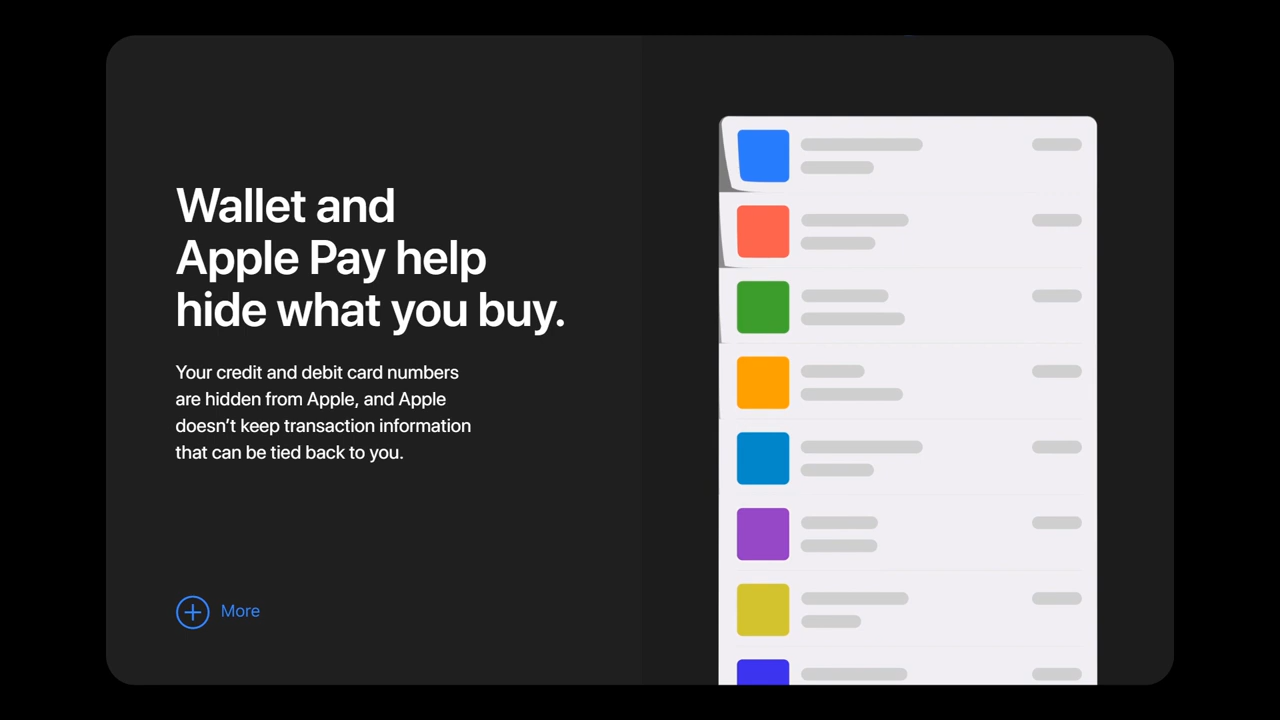 Wallet and
Apple Pay help
hide what you buy.
Your credit and debit card numbers
are hidden from Apple, and Apple
doesn’t keep transaction information
that can be tied back to you.
More